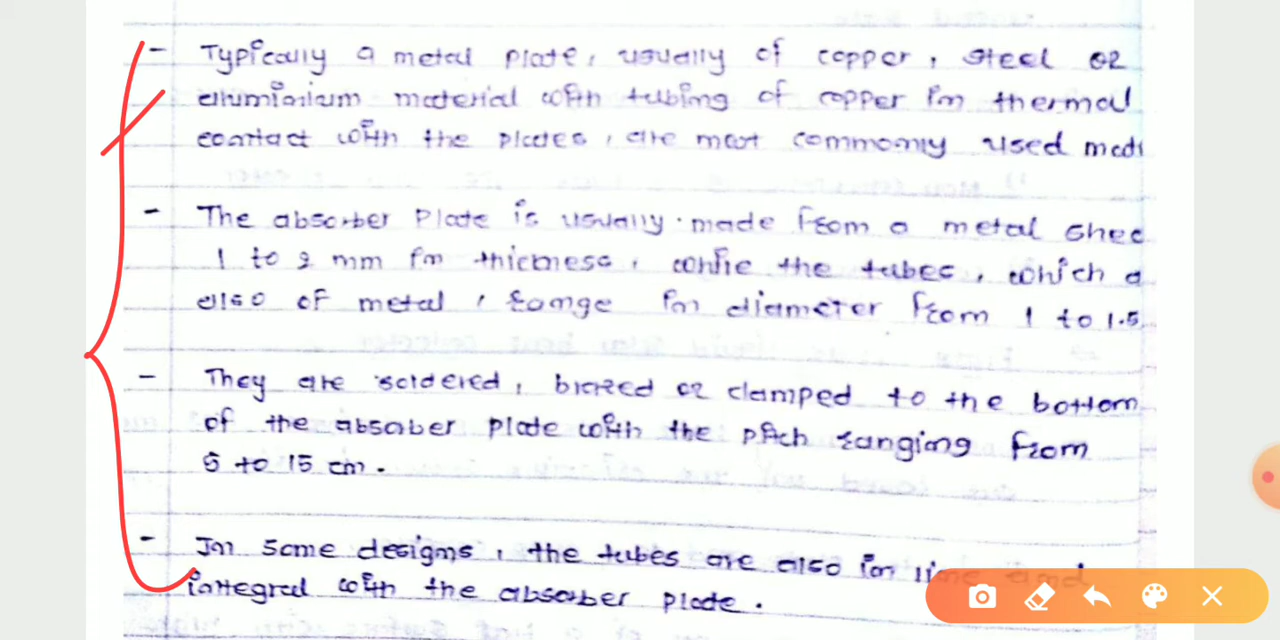 - Typically a metal plate, usually of copper, steel or
alluminium material with tubing of copper in thermal
contact with the plates, are most commonly used medi
- The absorber plate is usually made from a metal shee
1 to 2 mm in thickness, while the tubes, which a
also of metal, range in diameter from 1 to 1.5
- They are soldered, brazed or clamped to the bottom
of the absorber plate with the pitch ranging from
5 to 15 cm.
- In some designs, the tubes are also in line and
integral with the absorber plate.